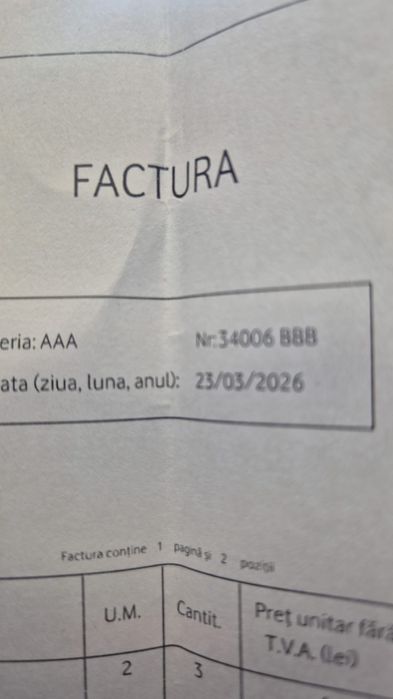 FACTURA
eria: AAA Nr:34006 BBB
ata (ziua, luna, anul): 23/03/2026
Factura conține 1 pagină și 2 poziții
U.M. Cantit. Preț unitar fără
T.V.A. (lei)
2 3